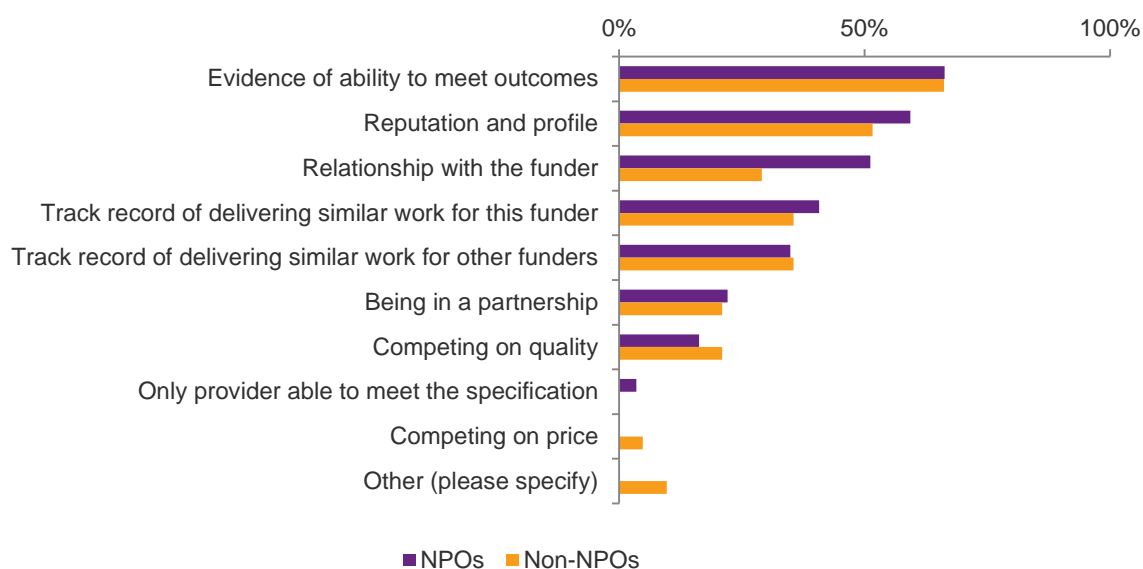 0% 50% 100%
Evidence of ability to meet outcomes
Reputation and profile
Relationship with the funder
Track record of delivering similar work for this funder
Track record of delivering similar work for other funders
Being in a partnership
Competing on quality
Only provider able to meet the specification
Competing on price
Other (please specify)
NPOs Non-NPOs